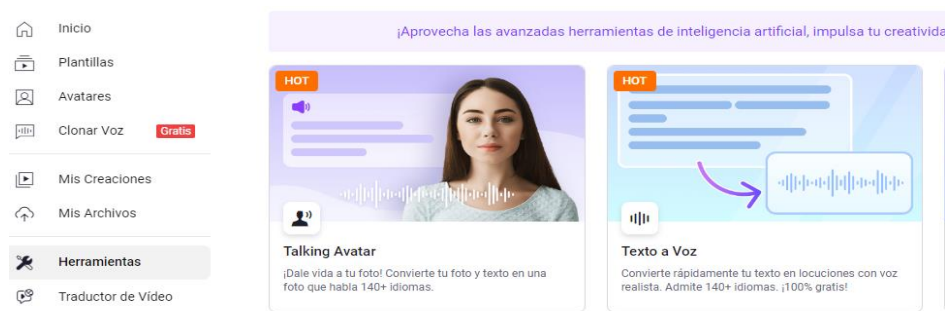 Inicio
Plantillas
Avatares
Clonar Voz Gratis
Mis Creaciones
Mis Archivos
Herramientas
Traductor de Vídeo
¡Aprovecha las avanzadas herramientas de inteligencia artificial, impulsa tu creativida
HOT
Talking Avatar
¡Dale vida a tu foto! Convierte tu foto y texto en una
foto que habla 140+ idiomas.
HOT
Texto a Voz
Convierte rápidamente tu texto en locuciones con voz
realista. Admite 140+ idiomas. ¡100% gratis!